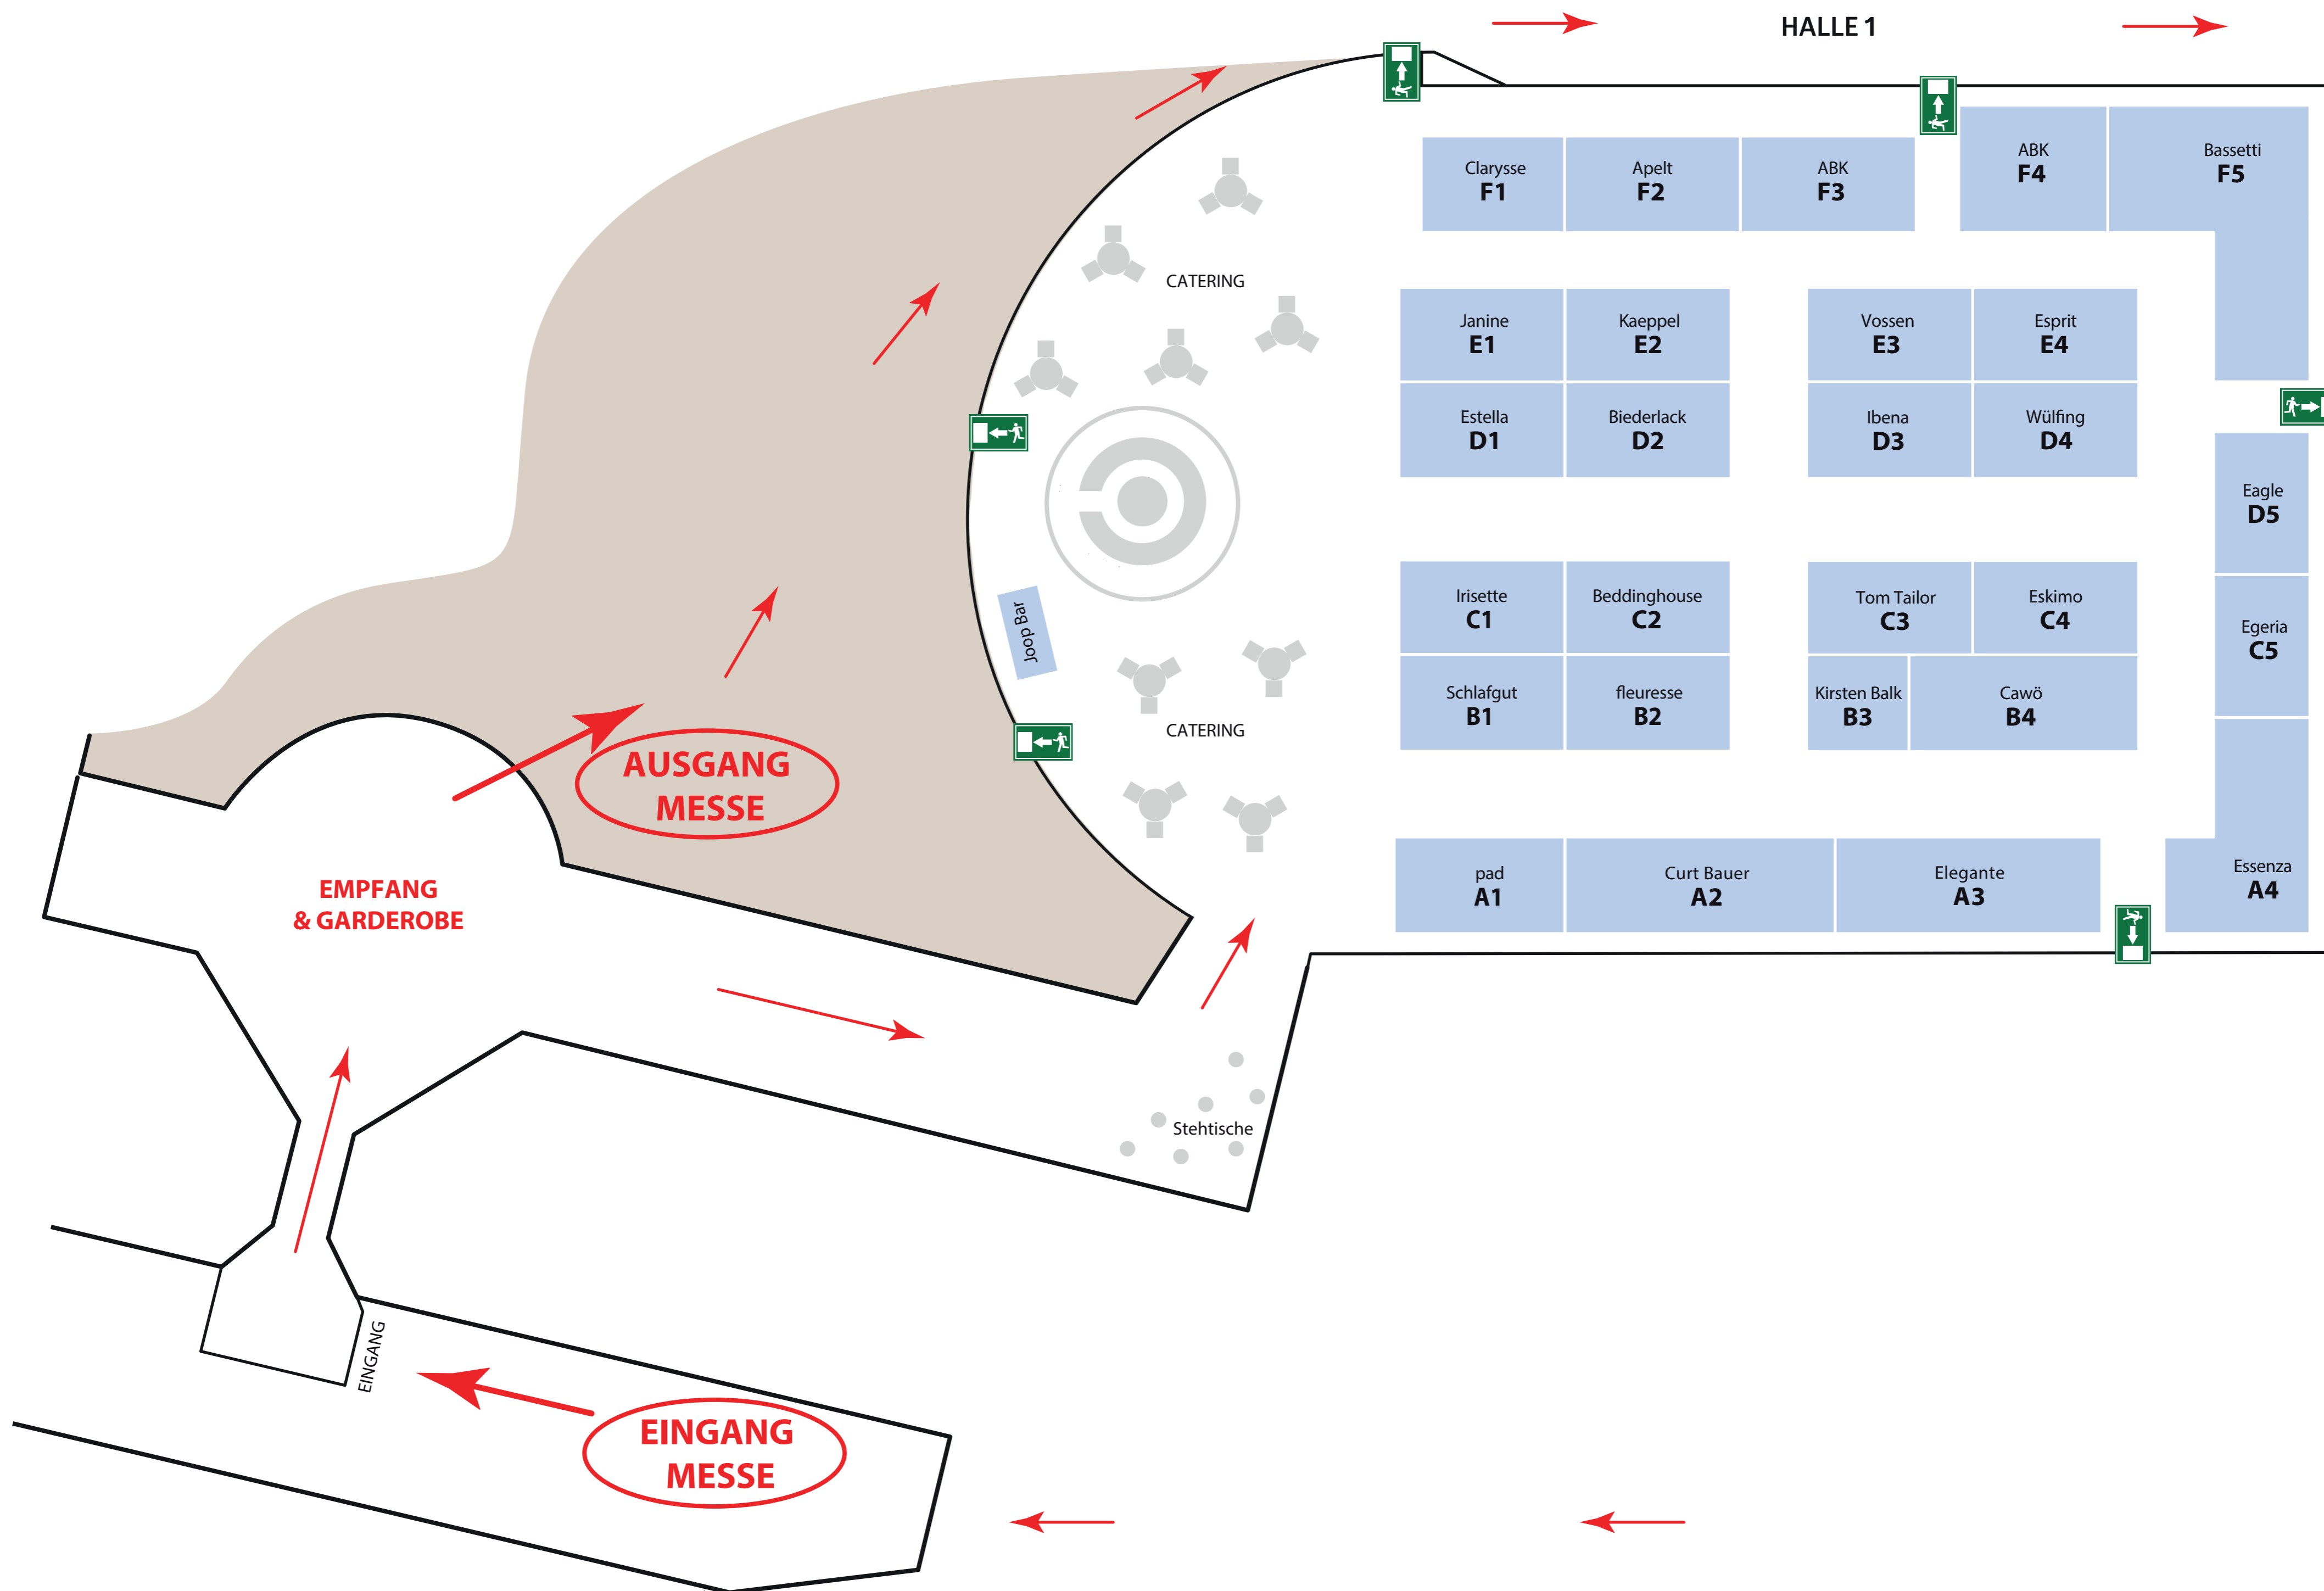 HALLE 1
Clarysse
F1
Apelt
F2
ABK
F3
ABK
F4
Bassetti
F5
CATERING
Janine
E1
Kaeppel
E2
Vossen
E3
Esprit
E4
Estella
D1
Biederlack
D2
Ibena
D3
Wülfing
D4
Eagle
D5
Irisette
C1
Beddinghouse
C2
Tom Tailor
C3
Eskimo
C4
Egeria
C5
Joop Bar
Schlafgut
B1
fleuresse
B2
Kirsten Balk
B3
Cawö
B4
CATERING
AUSGANG
MESSE
pad
A1
Curt Bauer
A2
Elegante
A3
Essenza
A4
EMPFANG
& GARDEROBE
Stehtische
EINGANG
EINGANG
MESSE